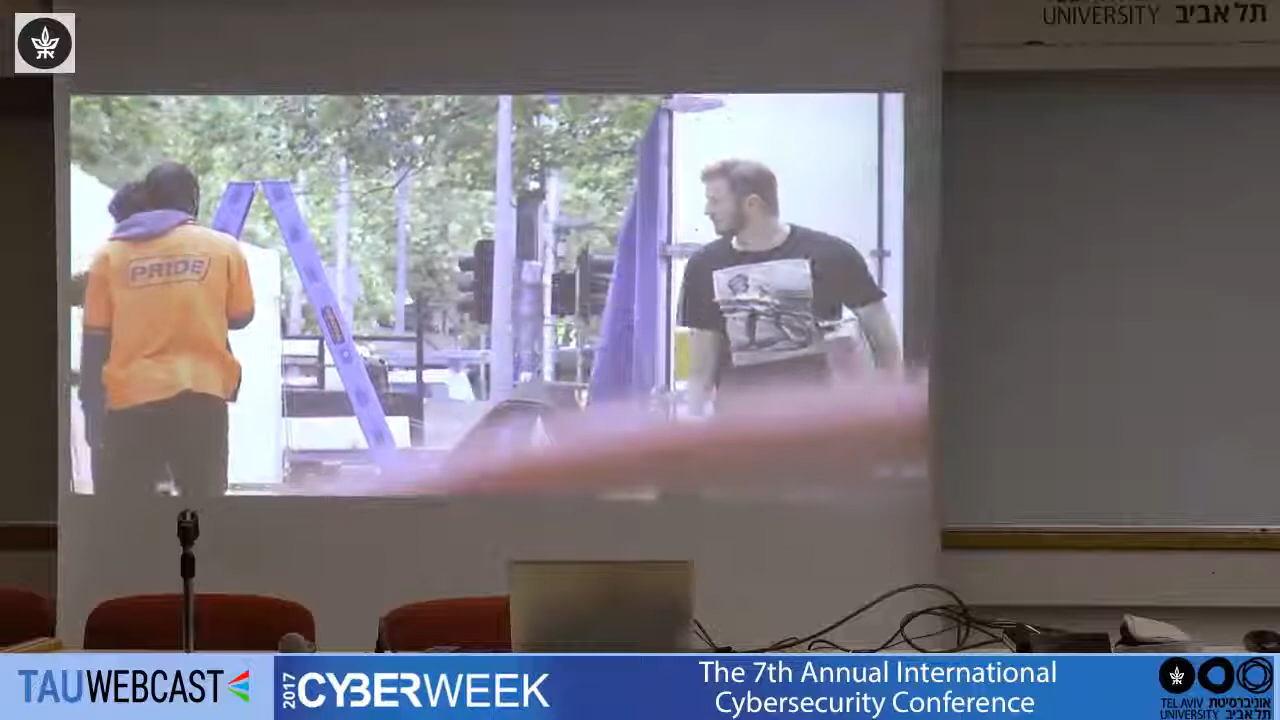 UNIVERSITY תל אביב
PRIDE
TAUWEBCAST
2017 CYBERWEEK
The 7th Annual International
Cybersecurity Conference
TEL AVIV אוניברסיטת
UNIVERSITY תל אביב